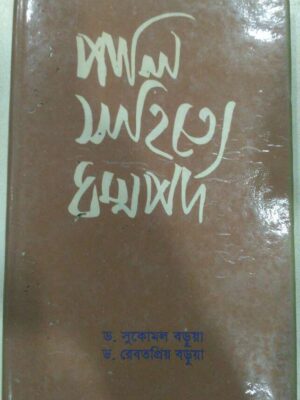 পালি
সাহিত্যে
ধম্মপদ
ড. সুকোমল বড়ুয়া
ড. রেবতপ্রিয় বড়ুয়া